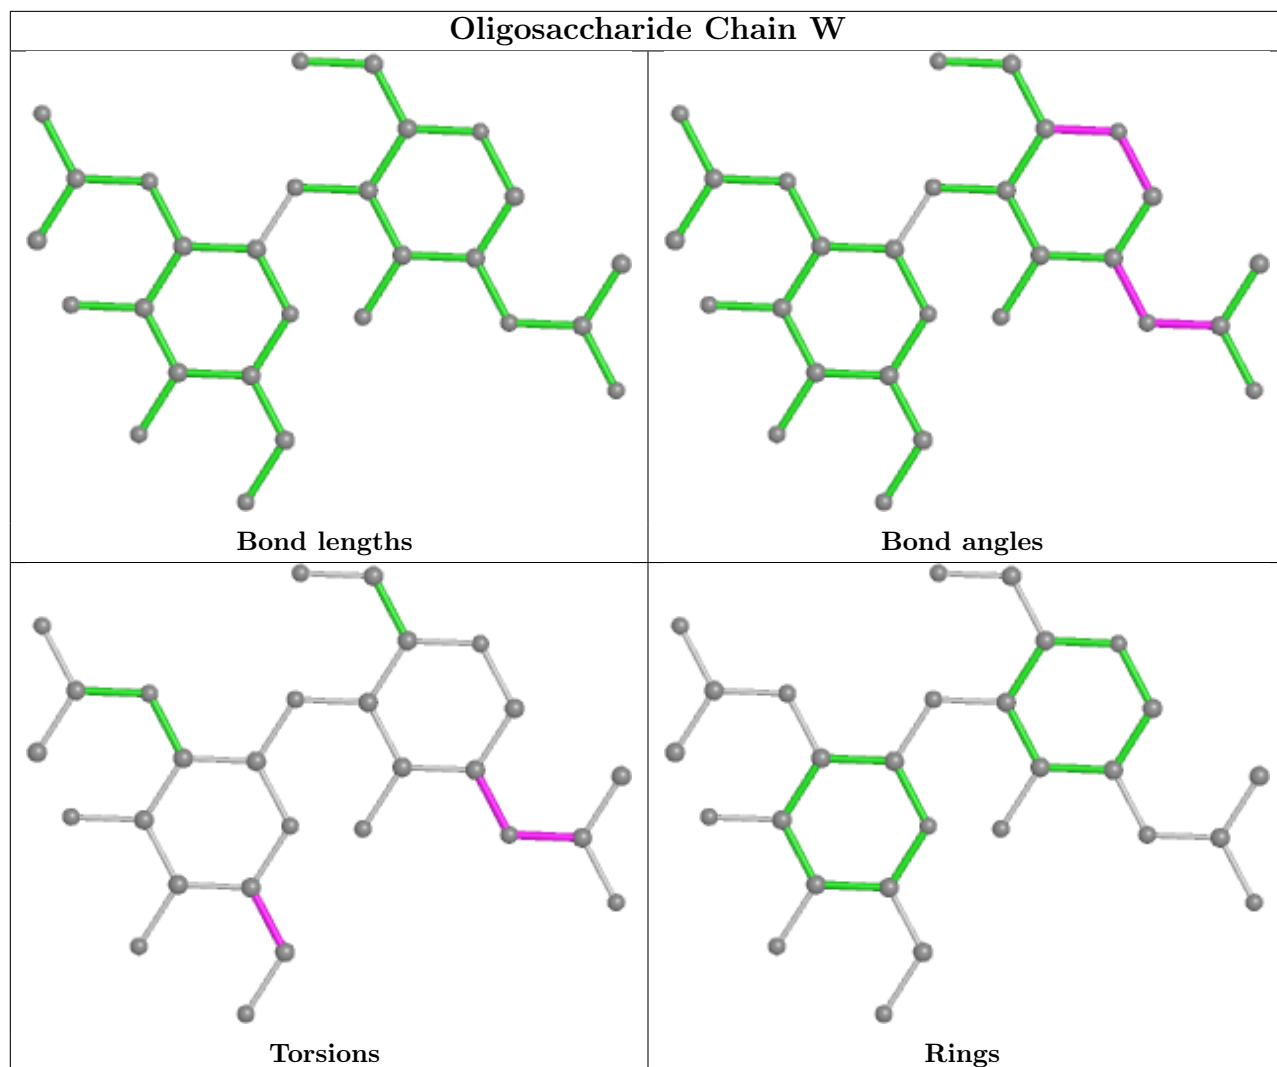 Oligosaccharide Chain W
Bond lengths
Bond angles
Torsions
Rings